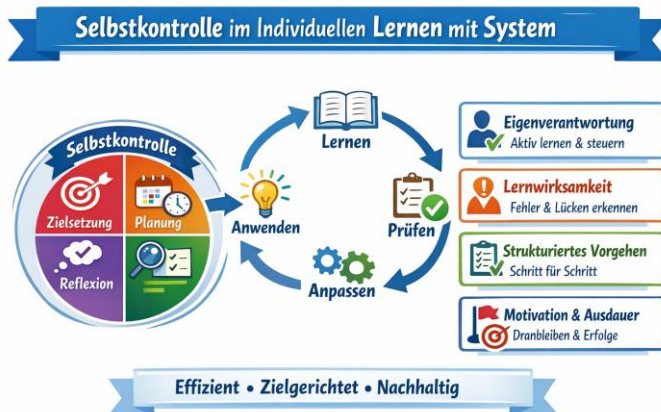 Selbstkontrolle im Individuellen Lernen mit System
Selbstkontrolle
Zielsetzung
Planung
Reflexion
Lernen
Prüfen
Anpassen
Anwenden
Eigenverantwortung
Aktiv lernen & steuern
Lernwirksamkeit
Fehler & Lücken erkennen
Strukturiertes Vorgehen
Schritt für Schritt
Motivation & Ausdauer
Dranbleiben & Erfolge
Effizient • Zielgerichtet • Nachhaltig